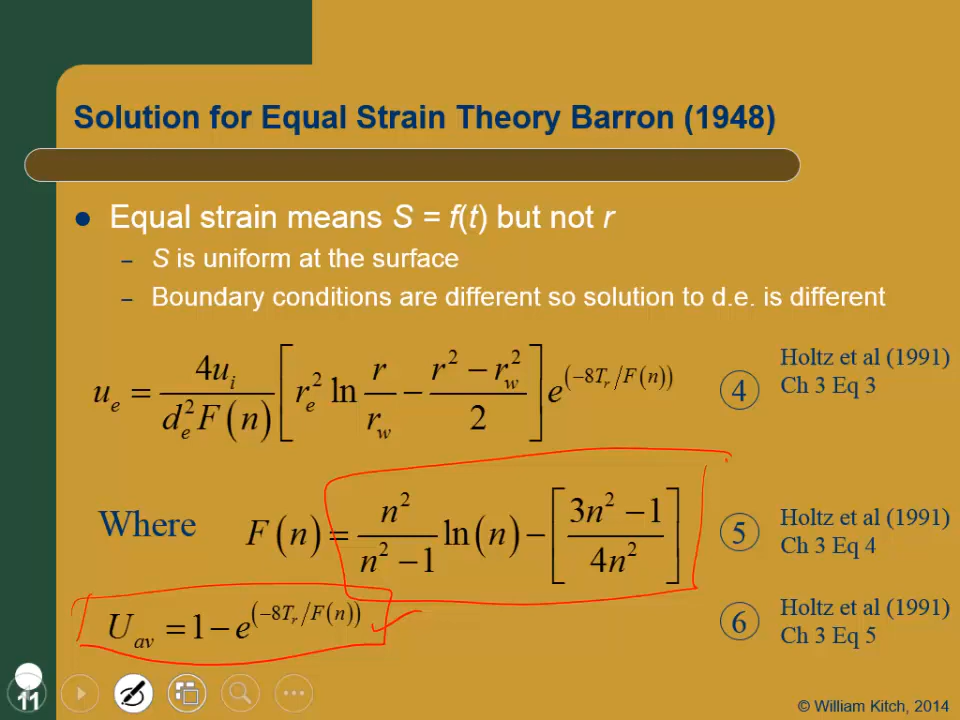 Solution for Equal Strain Theory Barron (1948)
● Equal strain means S = f(t) but not r
– S is uniform at the surface
– Boundary conditions are different so solution to d.e. is different
u_e = 4u_i / (d_e^2 F(n)) [ r_e^2 ln r/r_w − (r^2 − r_w^2)/2 ] e^(−8T_r/F(n))
④
Holtz et al (1991)
Ch 3 Eq 3
Where F(n) = n^2/(n^2 − 1) ln(n) − [ (3n^2 − 1)/(4n^2) ]
⑤
Holtz et al (1991)
Ch 3 Eq 4
U_av = 1 − e^(−8T_r/F(n))
⑥
Holtz et al (1991)
Ch 3 Eq 5
11
© William Kitch, 2014